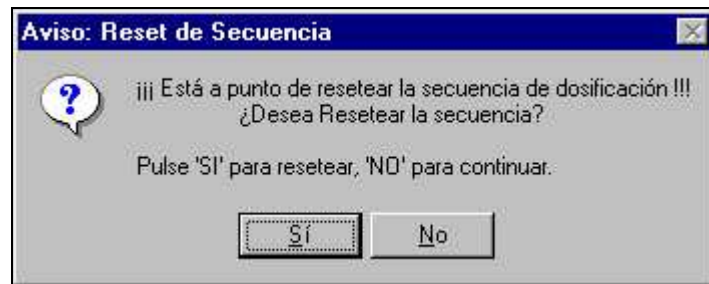 Aviso: Reset de Secuencia
¡¡¡ Está a punto de resetear la secuencia de dosificación !!!
¿Desea Resetear la secuencia?
Pulse 'SI' para resetear, 'NO' para continuar.
Sí
No